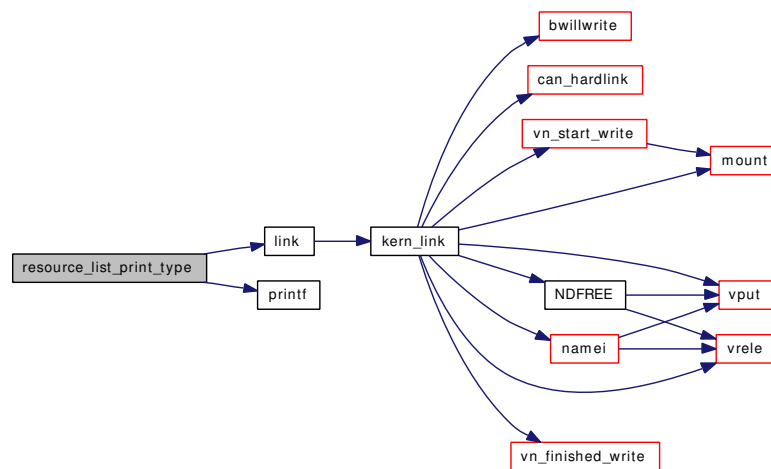 bwillwrite
can_hardlink
vn_start_write
mount
link
kern_link
resource_list_print_type
printf
NDFREE
vput
namei
vrele
vn_finished_write